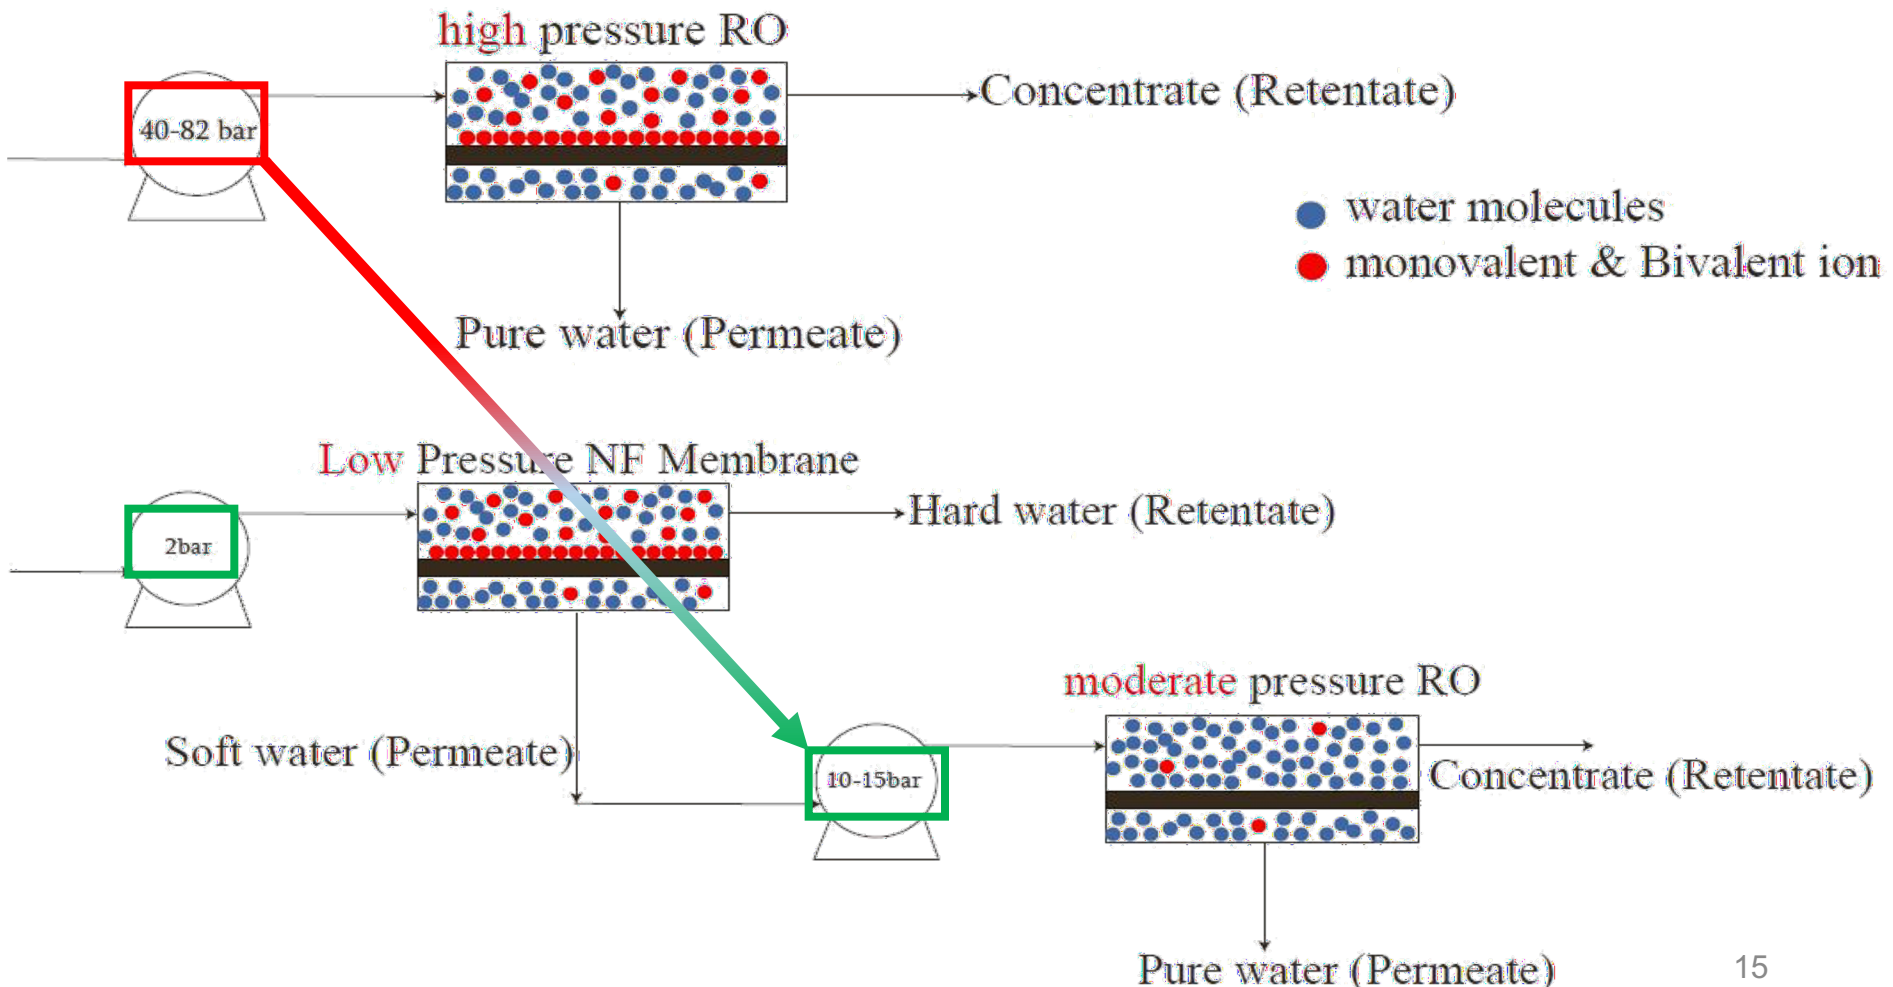 high pressure RO
40-82 bar
Concentrate (Retentate)
water molecules
monovalent & Bivalent ion
Pure water (Permeate)
Low Pressure NF Membrane
2bar
Hard water (Retentate)
moderate pressure RO
Soft water (Permeate)
10-15bar
Concentrate (Retentate)
Pure water (Permeate)
15